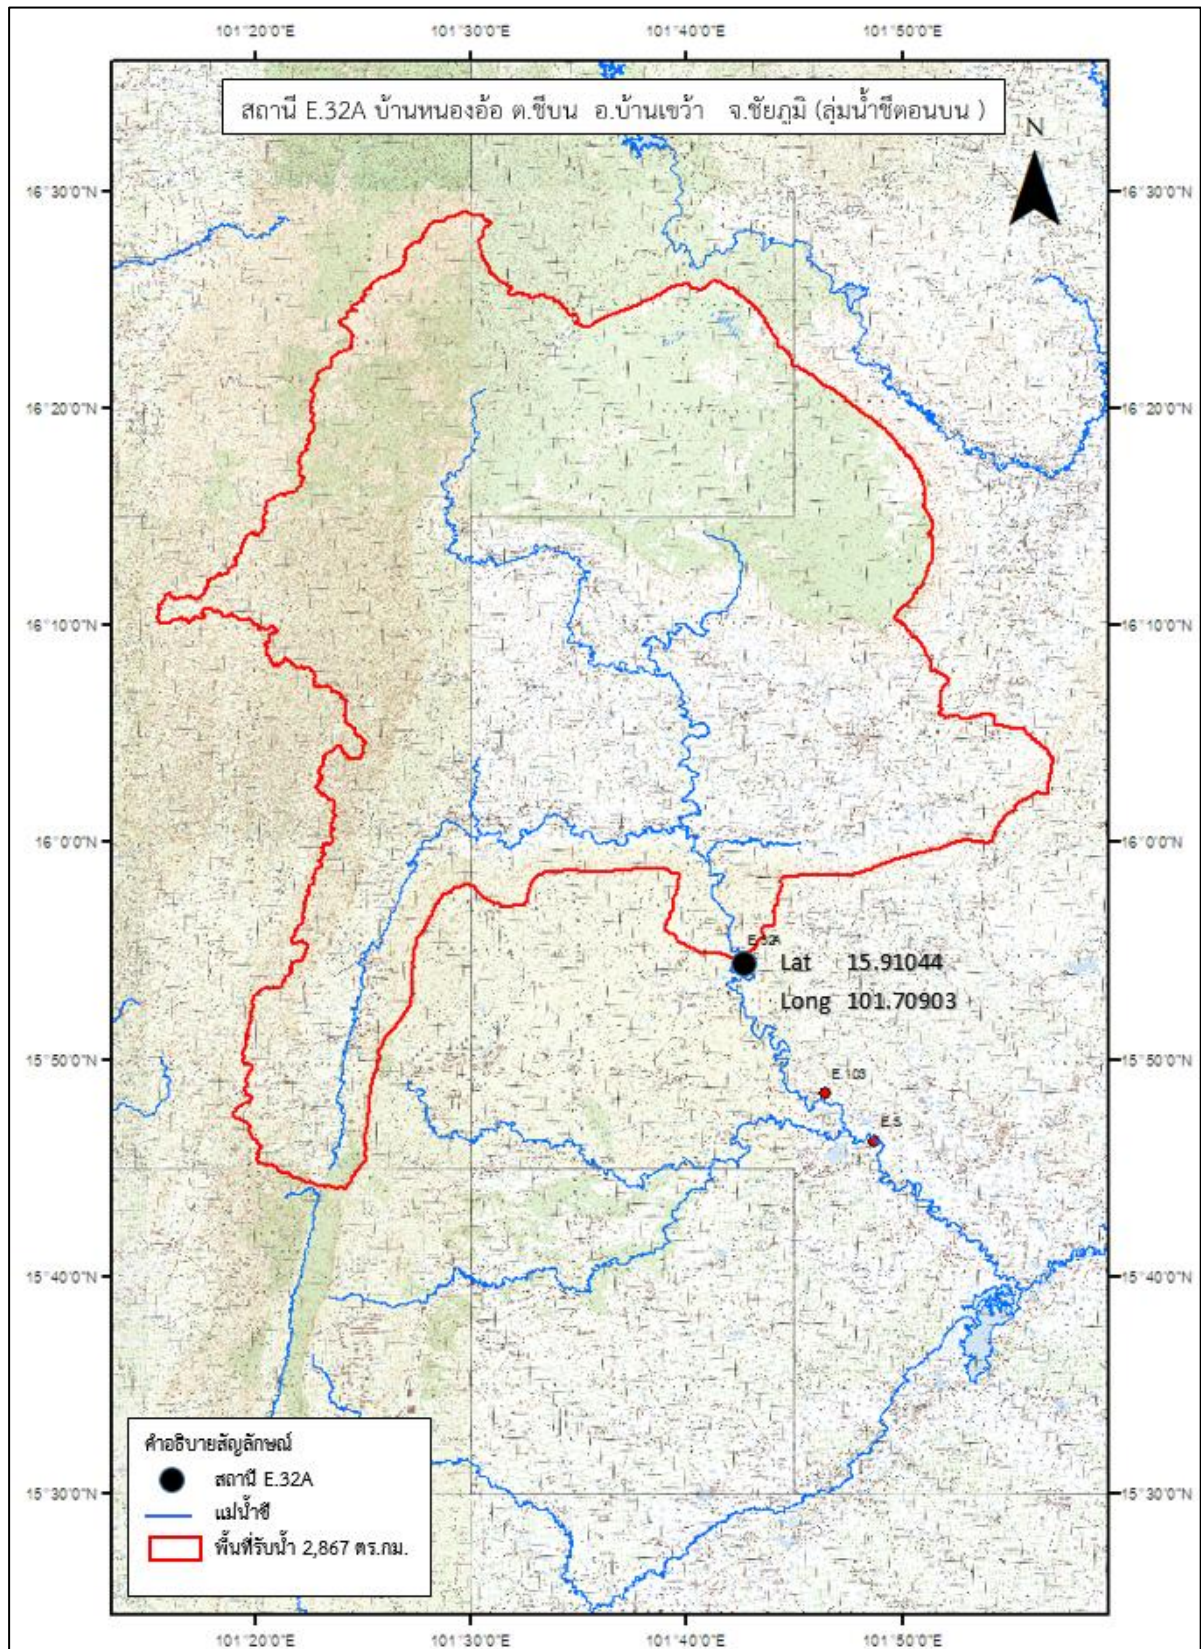 101°20'0"E 101°30'0"E 101°40'0"E 101°50'0"E
สถานี E.32A บ้านหนองอ้อ ต.ชีบน อ.บ้านเขว้า จ.ชัยภูมิ (ลุ่มน้ำชีตอนบน )
N
16°30'0"N 16°30'0"N
16°20'0"N 16°20'0"N
16°10'0"N 16°10'0"N
16°0'0"N 16°0'0"N
E.32A
Lat 15.91044
Long 101.70903
15°50'0"N 15°50'0"N
E.103
E.5
15°40'0"N 15°40'0"N
คำอธิบายสัญลักษณ์
สถานี E.32A
15°30'0"N 15°30'0"N
แม่น้ำชี
พื้นที่รับน้ำ 2,867 ตร.กม.
101°20'0"E 101°30'0"E 101°40'0"E 101°50'0"E